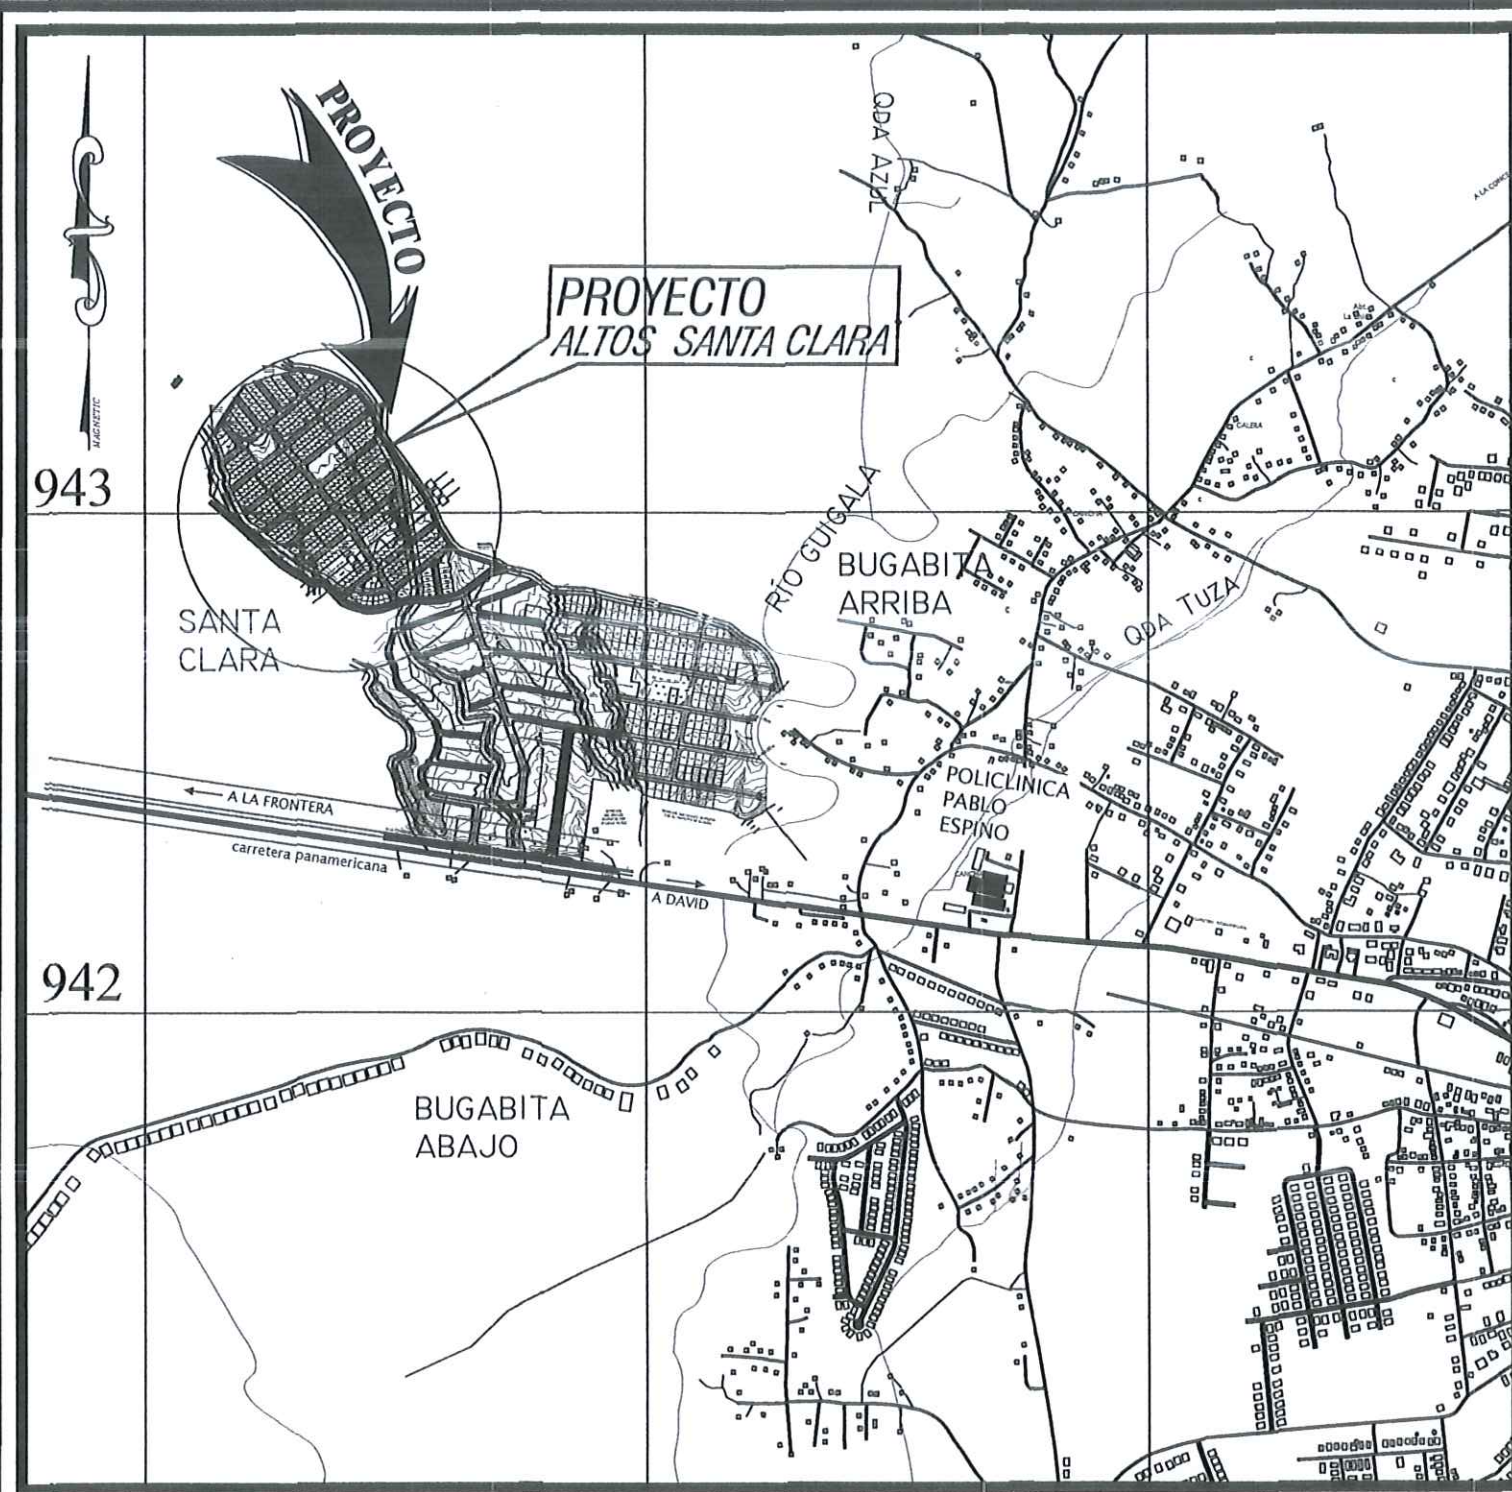 PROYECTO
QDA AZUL
PROYECTO
ALTOS SANTA CLARA
MAGNETIC
943
GALERA
RÍO GUIGALA
BUGABITA
ARRIBA
QDA TUZA
SANTA
CLARA
POLICLINICA
PABLO
ESPINO
A LA FRONTERA
carretera panamericana
A DAVID
942
BUGABITA
ABAJO